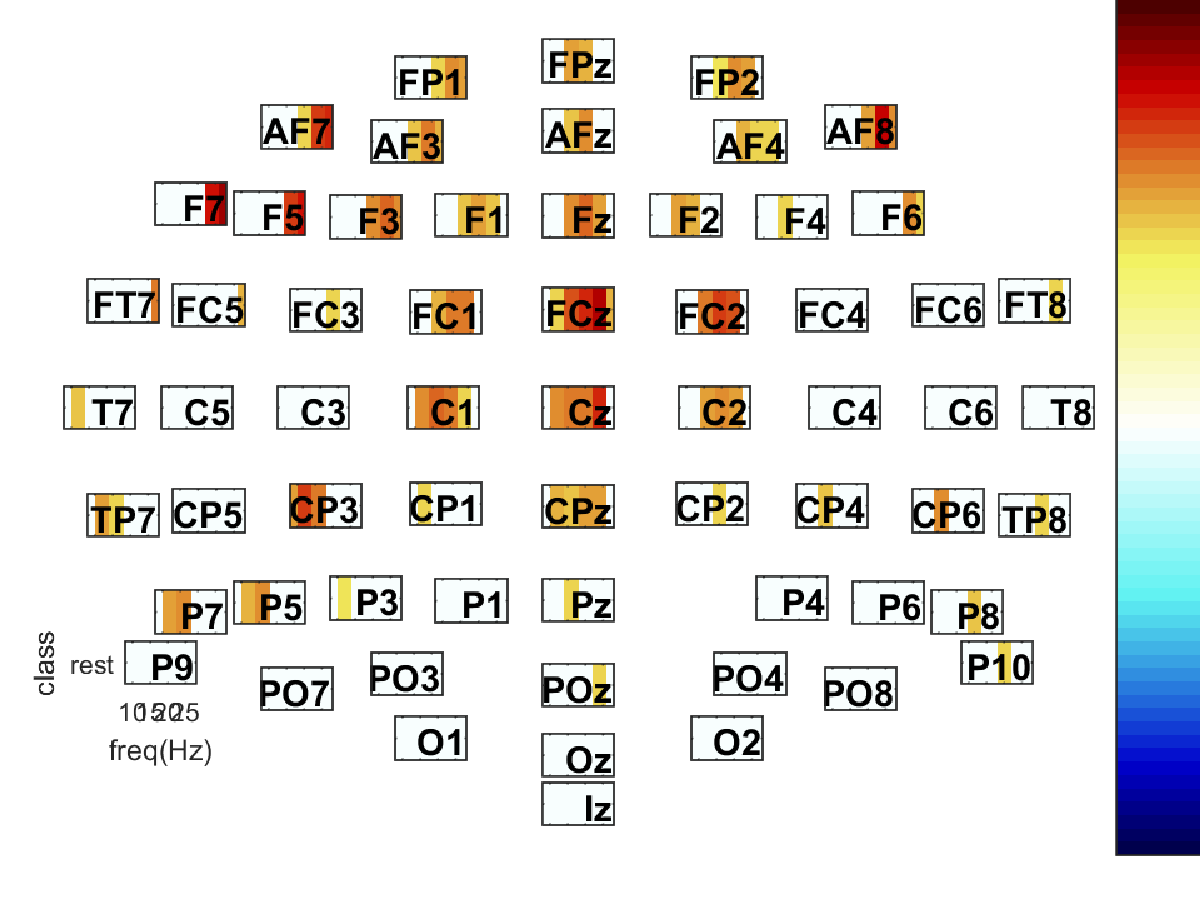 FPz
FP1 FP2
AF7 AF3 AFz AF4 AF8
F7 F5 F3 F1 Fz F2 F4 F6
FT7 FC5 FC3 FC1 FCz FC2 FC4 FC6 FT8
T7 C5 C3 C1 Cz C2 C4 C6 T8
TP7 CP5 CP3 CP1 CPz CP2 CP4 CP6 TP8
P7 P5 P3 P1 Pz P4 P6 P8
class
rest P9 P10
PO7 PO3 POz PO4 PO8
10 15 20 25
freq(Hz)
O1 Oz O2
Iz